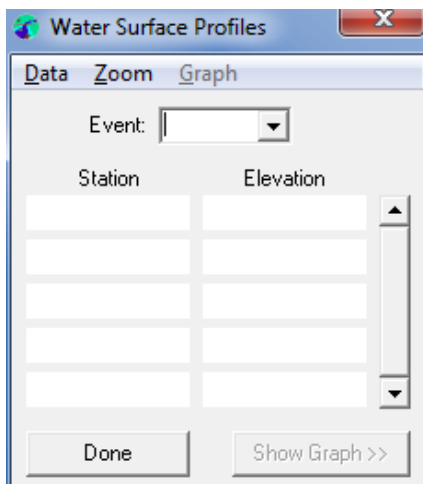 Water Surface Profiles
Data Zoom Graph
Event:
Station Elevation
Done Show Graph >>